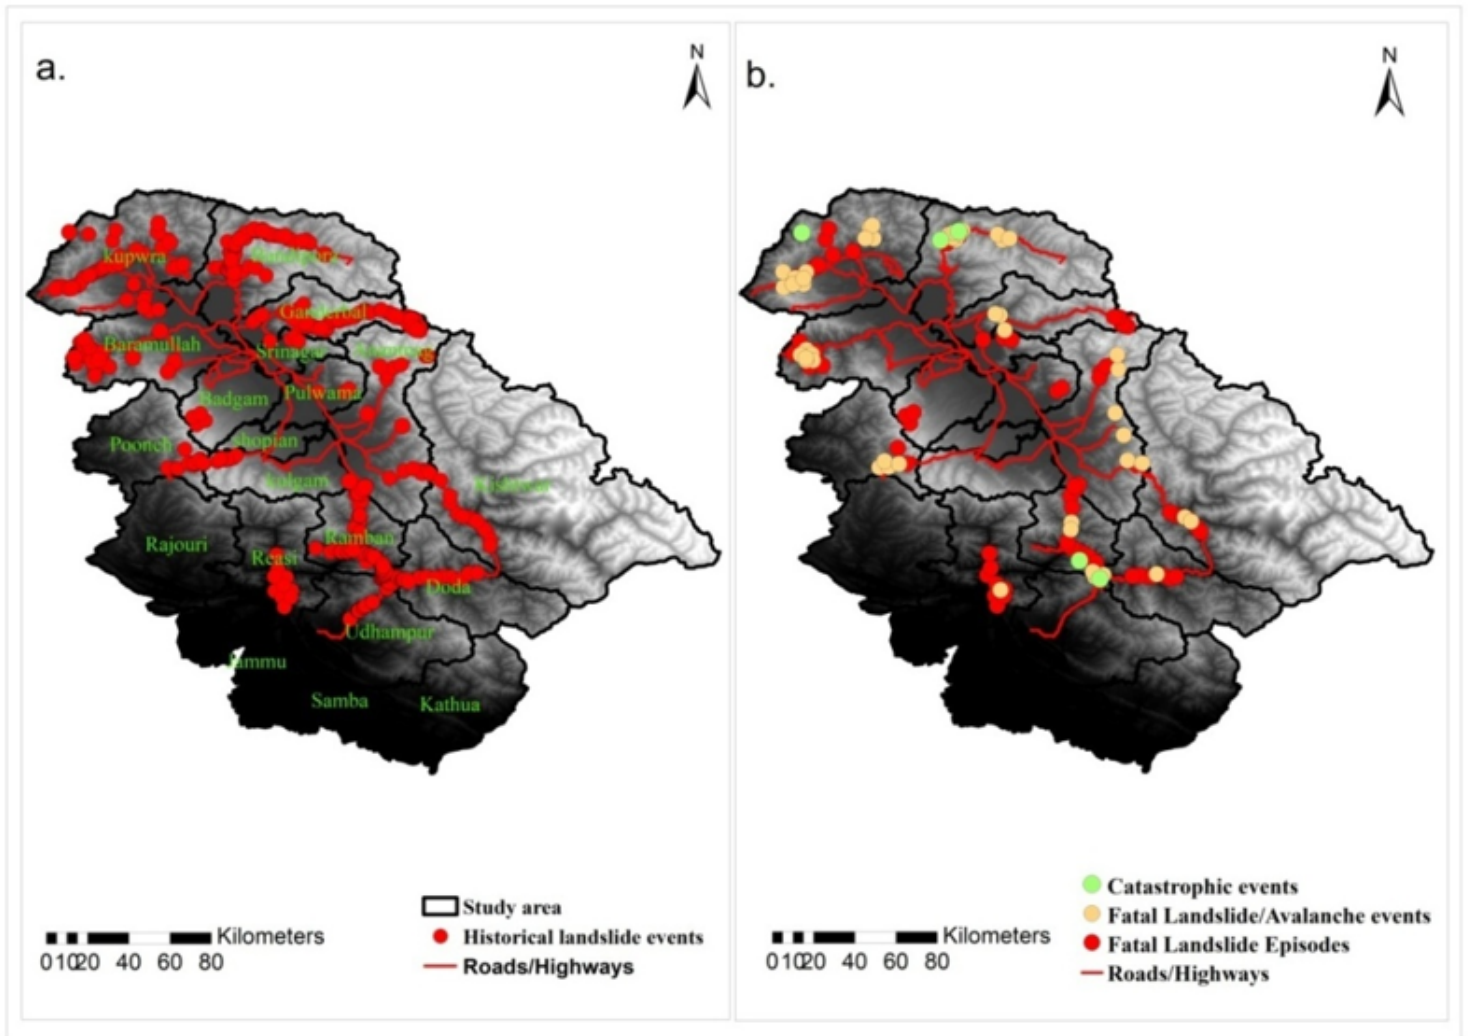 a.
N
kupwra
Ganderbal
Baramullah
Srinagar
Badgam
Pulwama
Poonch
shopian
kulgam
Kishtwar
Rajouri
Ramban
Reasi
Doda
Udhampur
Jammu
Samba
Kathua
Study area
Historical landslide events
Roads/Highways
Kilometers
0 10 20 40 60 80
b.
N
Catastrophic events
Fatal Landslide/Avalanche events
Fatal Landslide Episodes
Roads/Highways
Kilometers
0 10 20 40 60 80